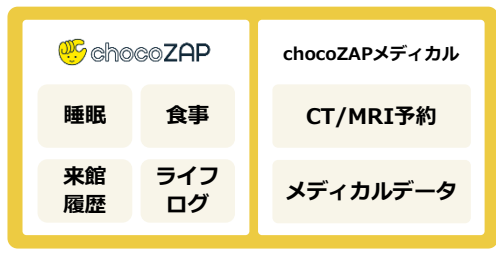 chocoZAP
睡眠
食事
来館
履歴
ライフ
ログ
chocoZAPメディカル
CT/MRI予約
メディカルデータ